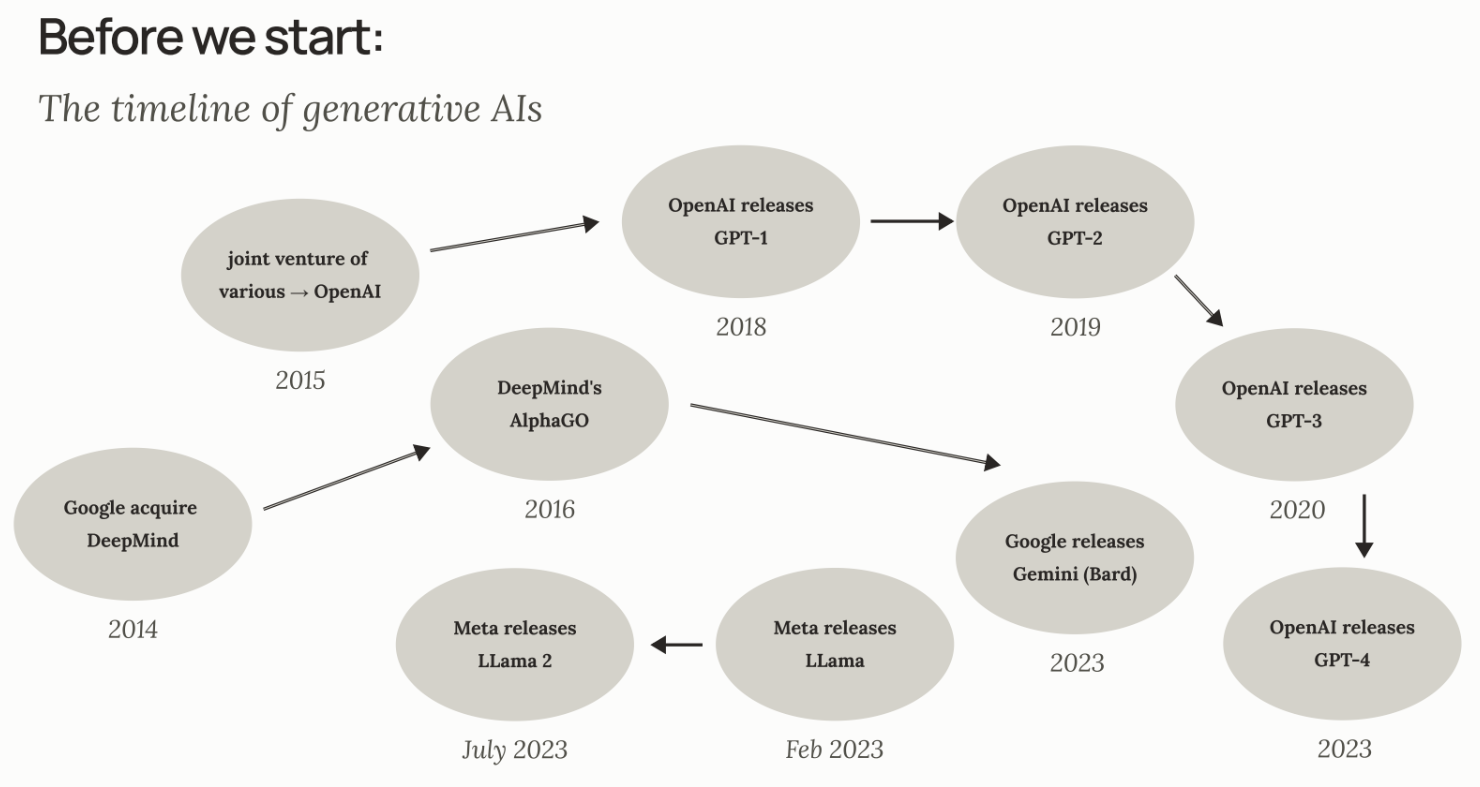 Before we start:
The timeline of generative AIs
joint venture of
various → OpenAI
2015
OpenAI releases
GPT-1
2018
OpenAI releases
GPT-2
2019
OpenAI releases
GPT-3
2020
OpenAI releases
GPT-4
2023
Google acquire
DeepMind
2014
DeepMind's
AlphaGO
2016
Google releases
Gemini (Bard)
2023
Meta releases
LLama
Feb 2023
Meta releases
LLama 2
July 2023